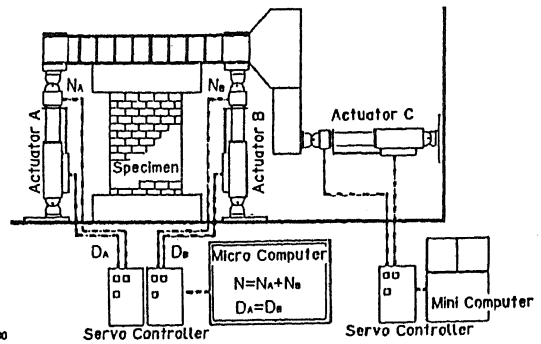 NA
NB
Actuator A
Actuator B
Actuator C
Specimen
DA
DB
Micro Computer
N=NA+NB
DA=DB
Mini Computer
Servo Controller
Servo Controller